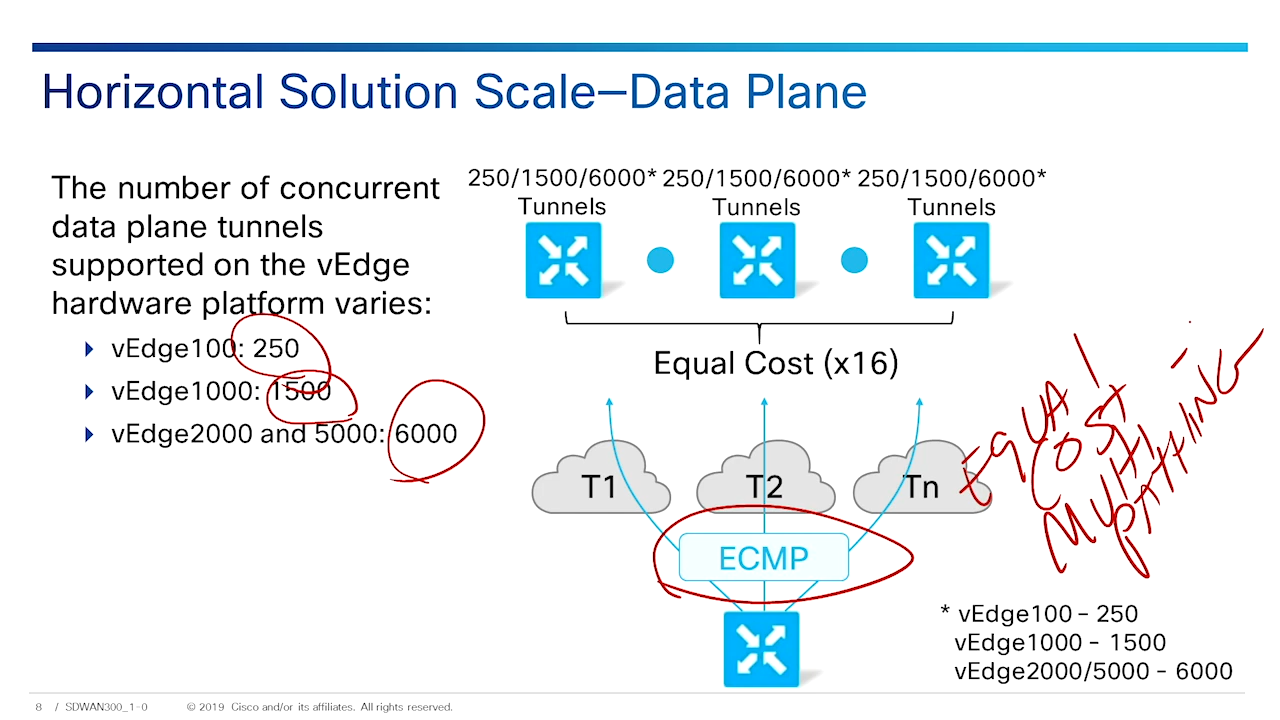 Horizontal Solution Scale–Data Plane
The number of concurrent
data plane tunnels
supported on the vEdge
hardware platform varies:
vEdge100: 250
vEdge1000: 1500
vEdge2000 and 5000: 6000
250/1500/6000* 250/1500/6000* 250/1500/6000*
Tunnels Tunnels Tunnels
Equal Cost (x16)
T1 T2 Tn
ECMP
EQUAL
COST
MULTI-
PATHING
* vEdge100 - 250
vEdge1000 - 1500
vEdge2000/5000 - 6000
8 / SDWAN300_1-0 © 2019 Cisco and/or its affiliates. All rights reserved.